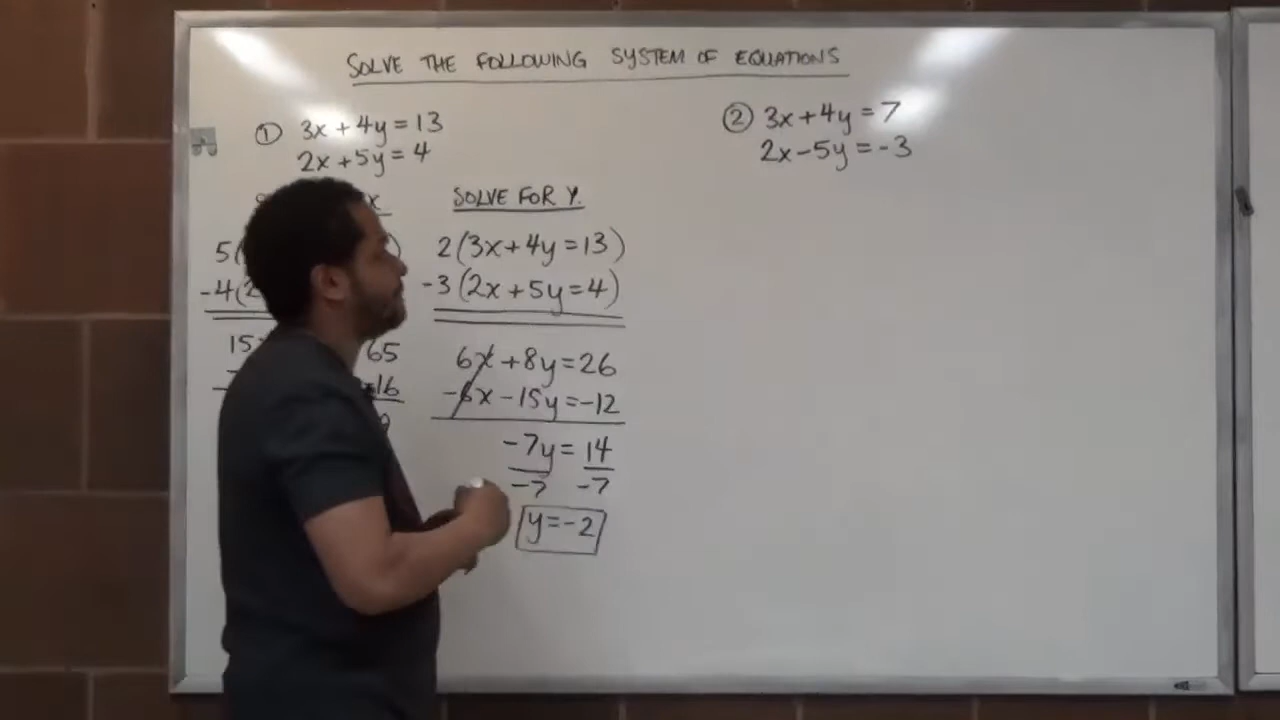 SOLVE THE FOLLOWING SYSTEM OF EQUATIONS
① 3x + 4y = 13
2x + 5y = 4
5(
-4(2
15
65
16
SOLVE FOR Y.
2(3x + 4y = 13)
-3(2x + 5y = 4)
6x + 8y = 26
-6x - 15y = -12
-7y = 14
-7 -7
y = -2
② 3x + 4y = 7
2x - 5y = -3